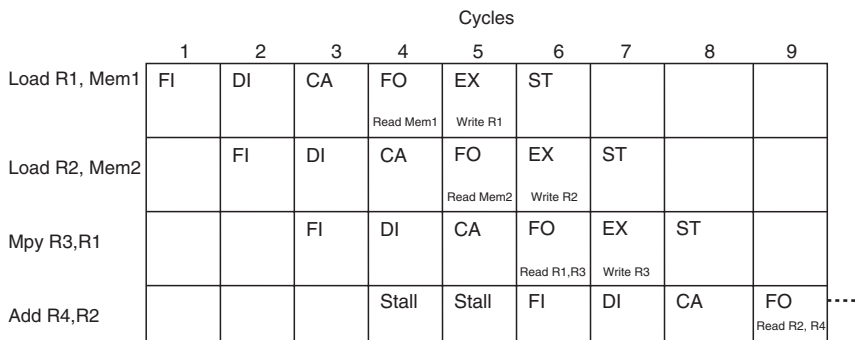 Cycles
1 2 3 4 5 6 7 8 9
Load R1, Mem1 FI DI CA FO EX ST
Read Mem1 Write R1
Load R2, Mem2 FI DI CA FO EX ST
Read Mem2 Write R2
Mpy R3,R1 FI DI CA FO EX ST
Read R1,R3 Write R3
Add R4,R2 Stall Stall FI DI CA FO
Read R2, R4